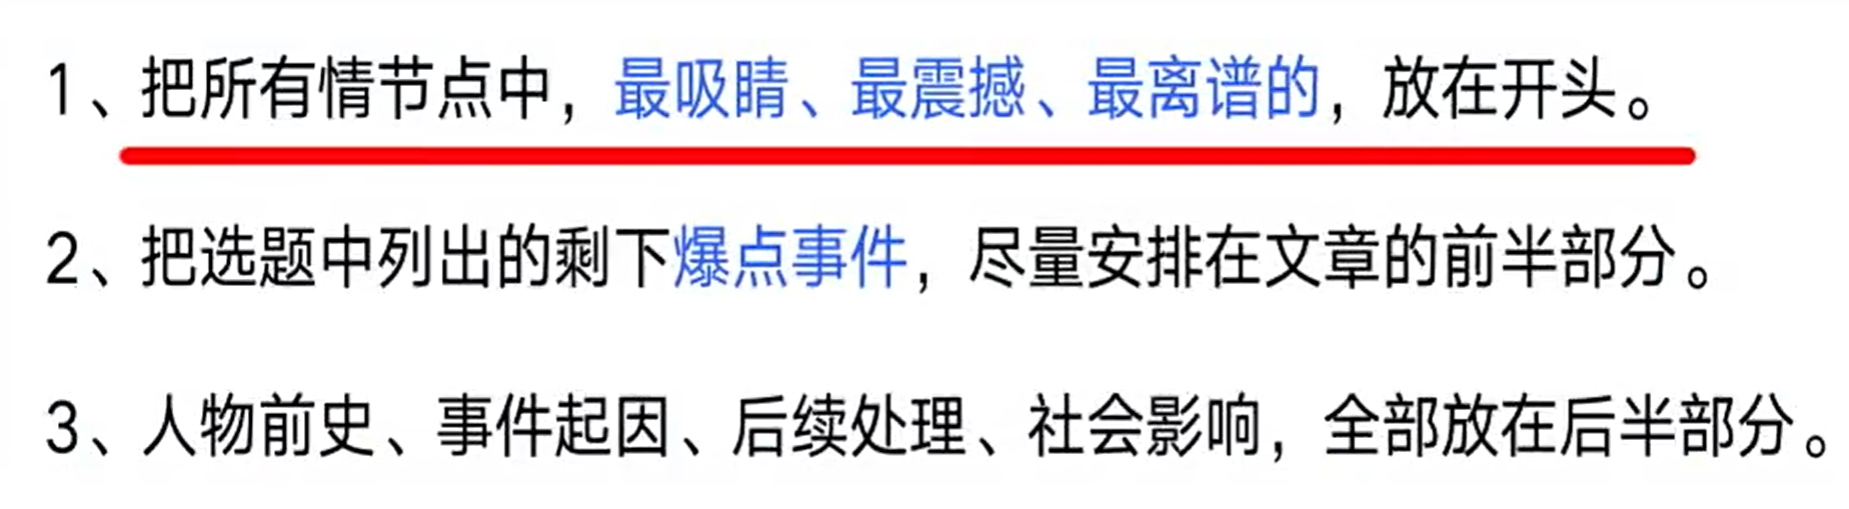 1、把所有情节点中，最吸睛、最震撼、最离谱的，放在开头。
2、把选题中列出的剩下爆点事件，尽量安排在文章的前半部分。
3、人物前史、事件起因、后续处理、社会影响，全部放在后半部分。